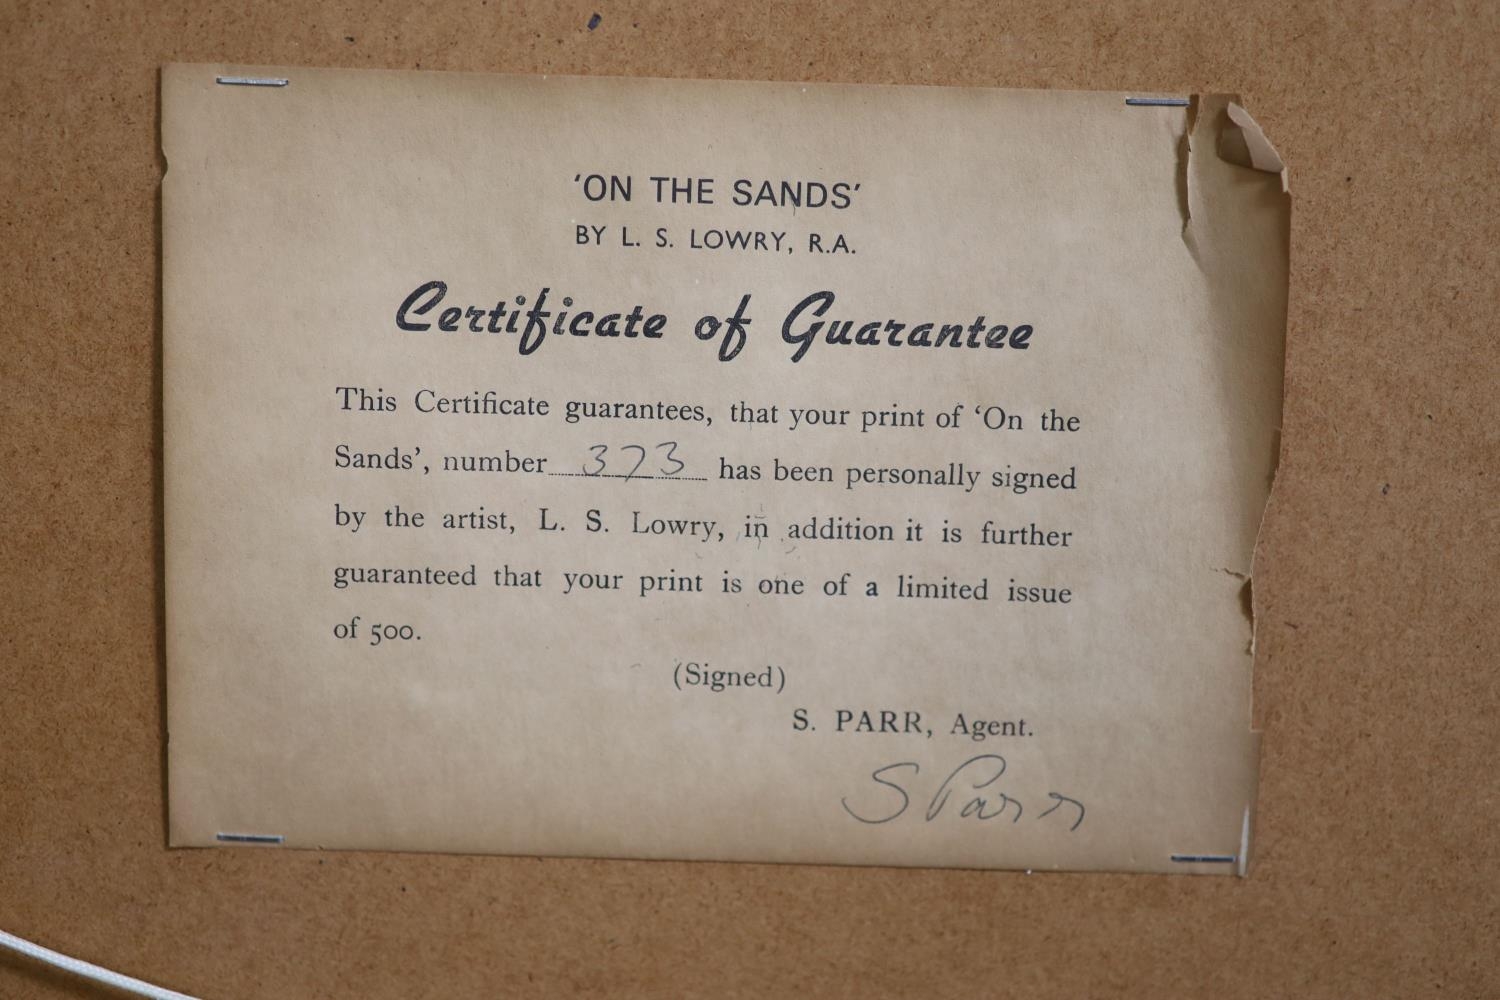 ‘ON THE SANDS’
BY L. S. LOWRY, R.A.
Certificate of Guarantee
This Certificate guarantees, that your print of ‘On the
Sands’, number 373 has been personally signed
by the artist, L. S. Lowry, in addition it is further
guaranteed that your print is one of a limited issue
of 500.
(Signed)
S. PARR, Agent.
S Parr